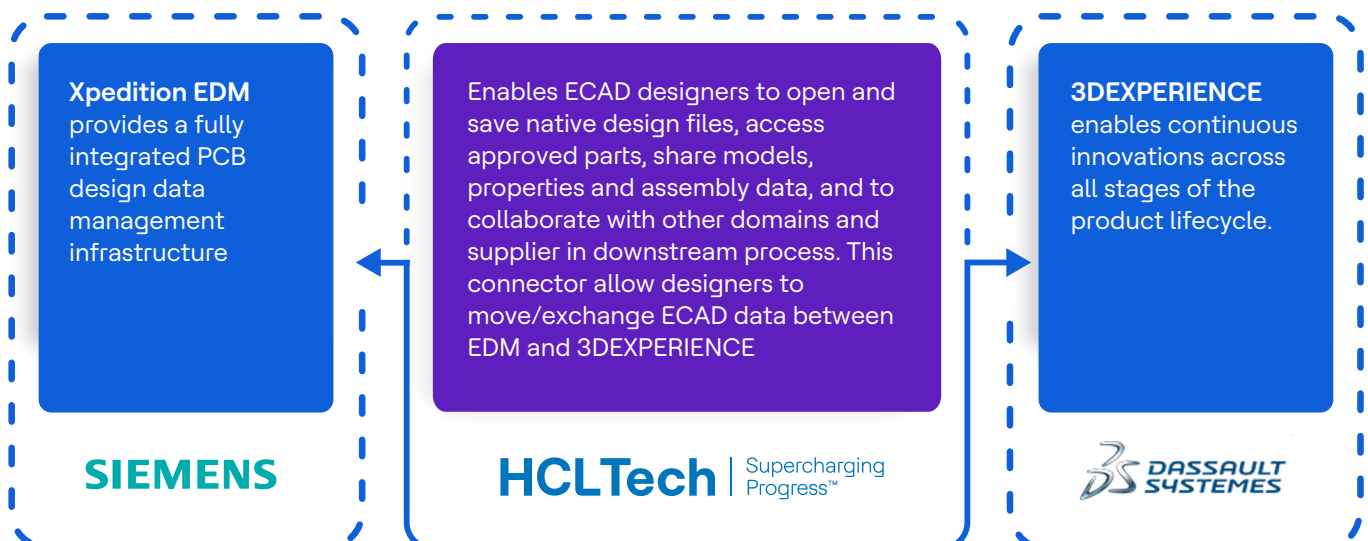 Xpedition EDM
provides a fully
integrated PCB
design data
management
infrastructure
SIEMENS
Enables ECAD designers to open and
save native design files, access
approved parts, share models,
properties and assembly data, and to
collaborate with other domains and
supplier in downstream process. This
connector allow designers to
move/exchange ECAD data between
EDM and 3DEXPERIENCE
HCLTech
Supercharging
Progress™
3DEXPERIENCE
enables continuous
innovations across
all stages of the
product lifecycle.
DASSAULT
SYSTEMES